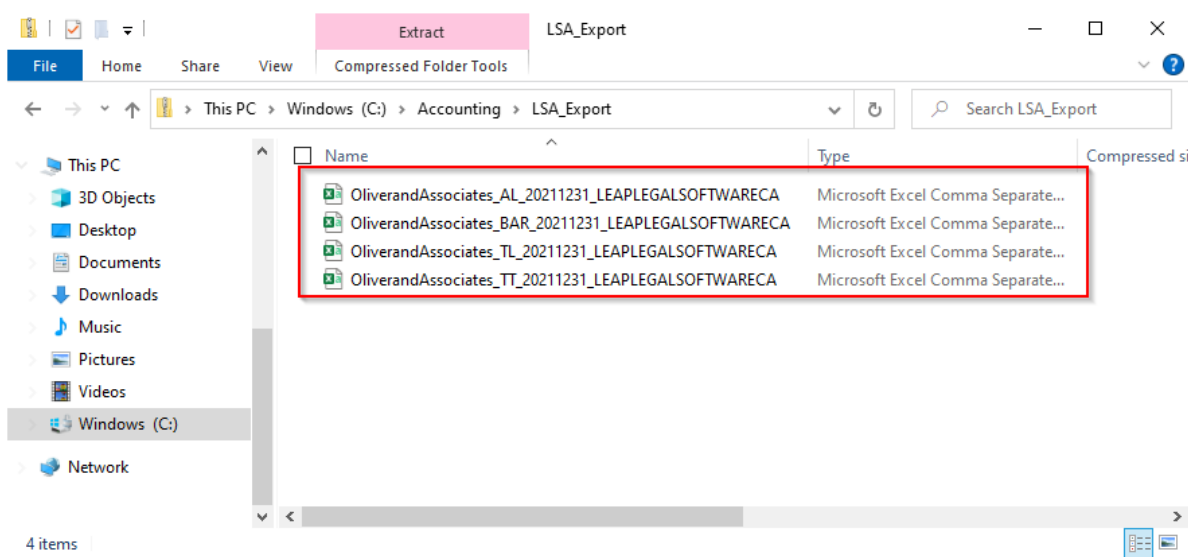 Extract LSA_Export
File Home Share View Compressed Folder Tools ?
> This PC > Windows (C:) > Accounting > LSA_Export Search LSA_Export
Name Type Compressed si
This PC
3D Objects
Desktop
Documents
Downloads
Music
Pictures
Videos
Windows (C:)
Network
OliverandAssociates_AL_20211231_LEAPLEGALSOFTWARECA Microsoft Excel Comma Separate...
OliverandAssociates_BAR_20211231_LEAPLEGALSOFTWARECA Microsoft Excel Comma Separate...
OliverandAssociates_TL_20211231_LEAPLEGALSOFTWARECA Microsoft Excel Comma Separate...
OliverandAssociates_TT_20211231_LEAPLEGALSOFTWARECA Microsoft Excel Comma Separate...
4 items